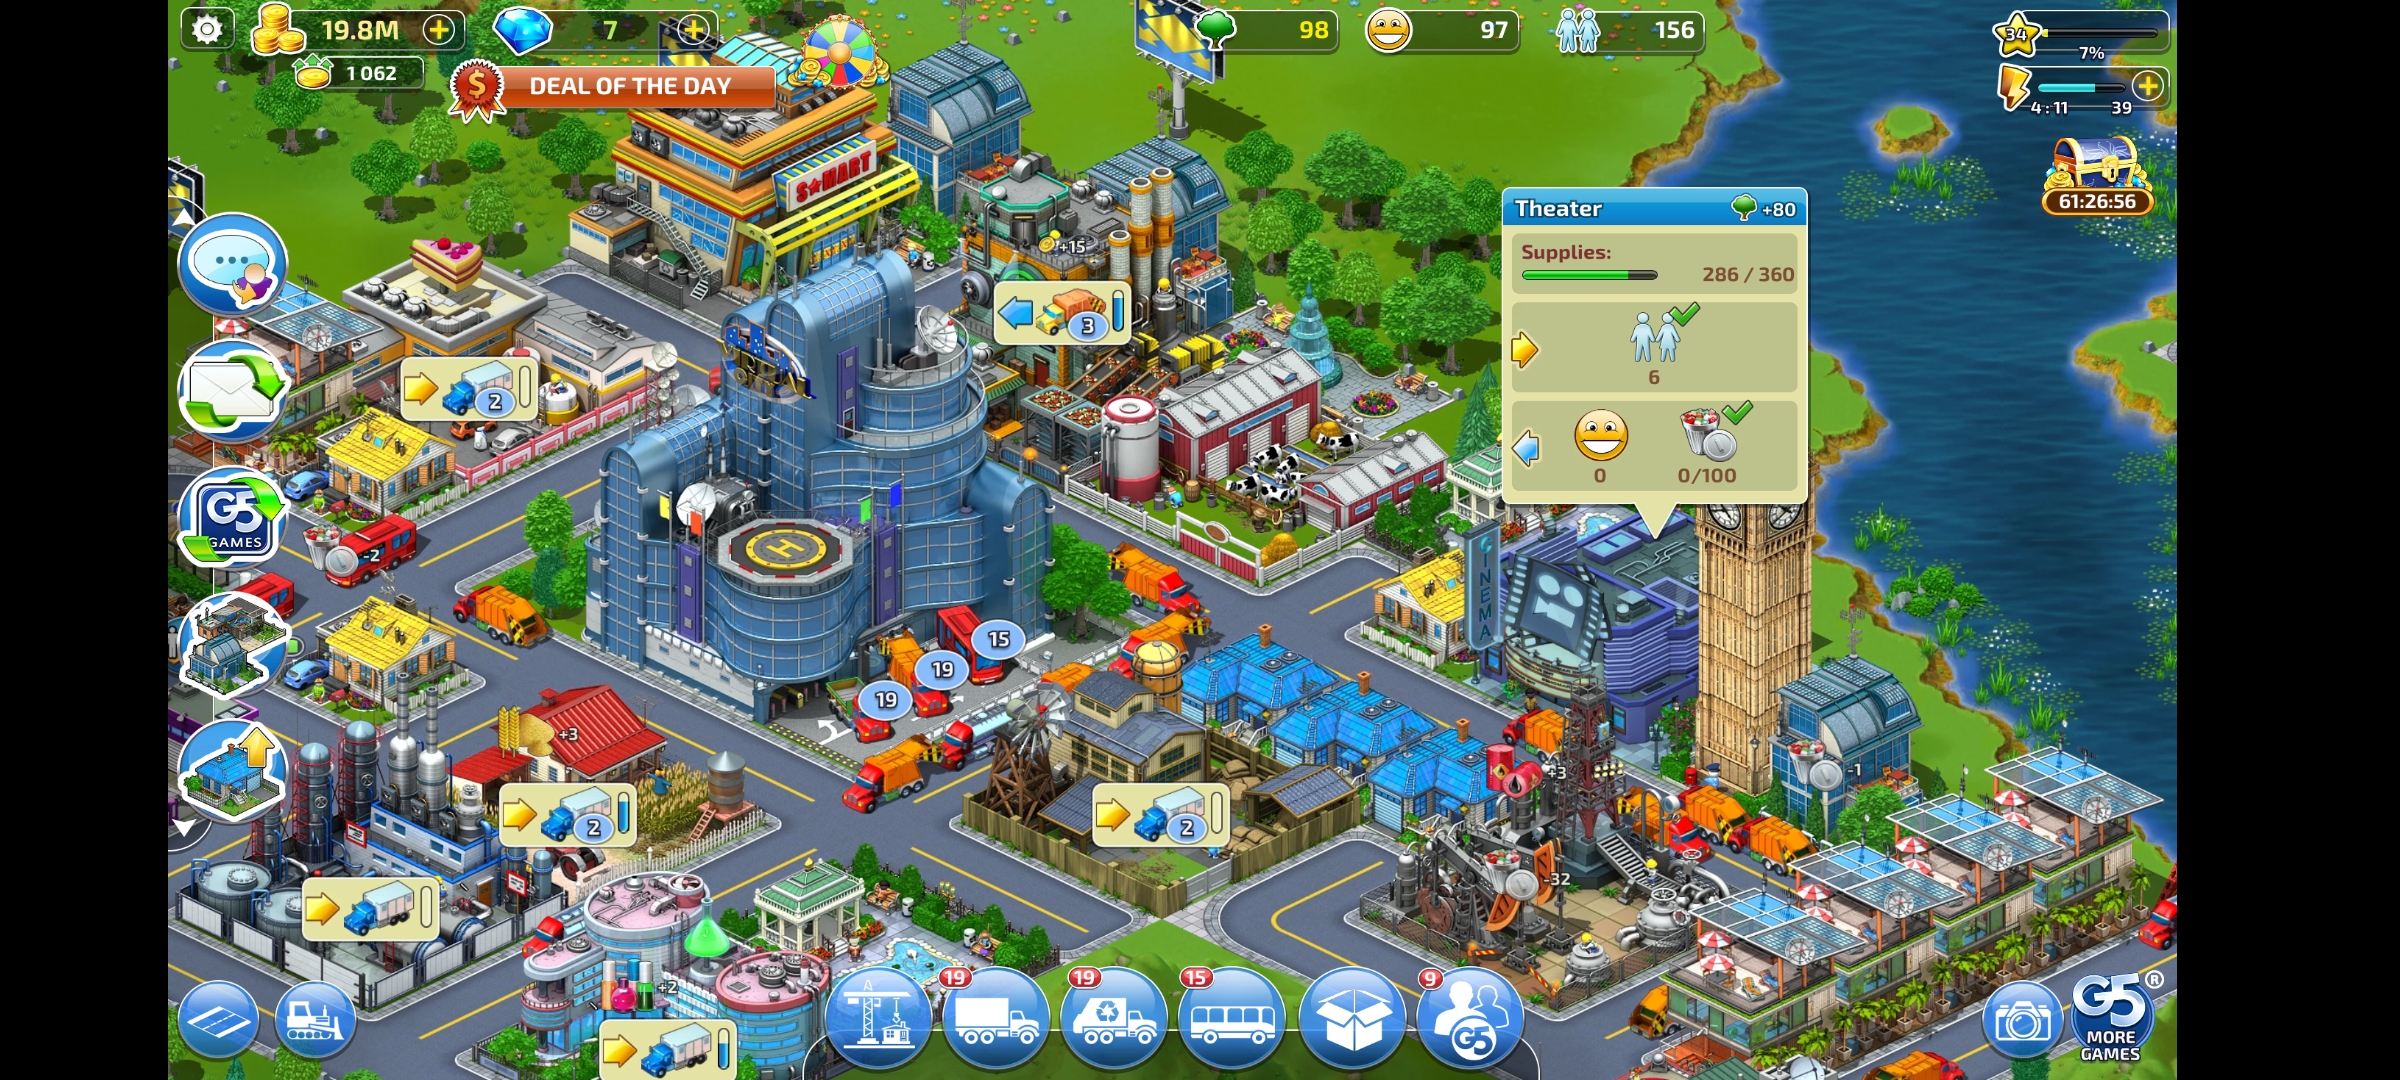 19.8M
7
98
97
156
34
7%
1 062
DEAL OF THE DAY
4:11
39
61:26:56
S★MART
Theater
+80
Supplies:
286 / 360
6
0
0/100
+15
3
2
G5
GAMES
-2
CINEMA
H
15
19
19
+3
2
2
+3
-1
-32
+2
19
19
15
9
G5
G5
®
MORE
GAMES